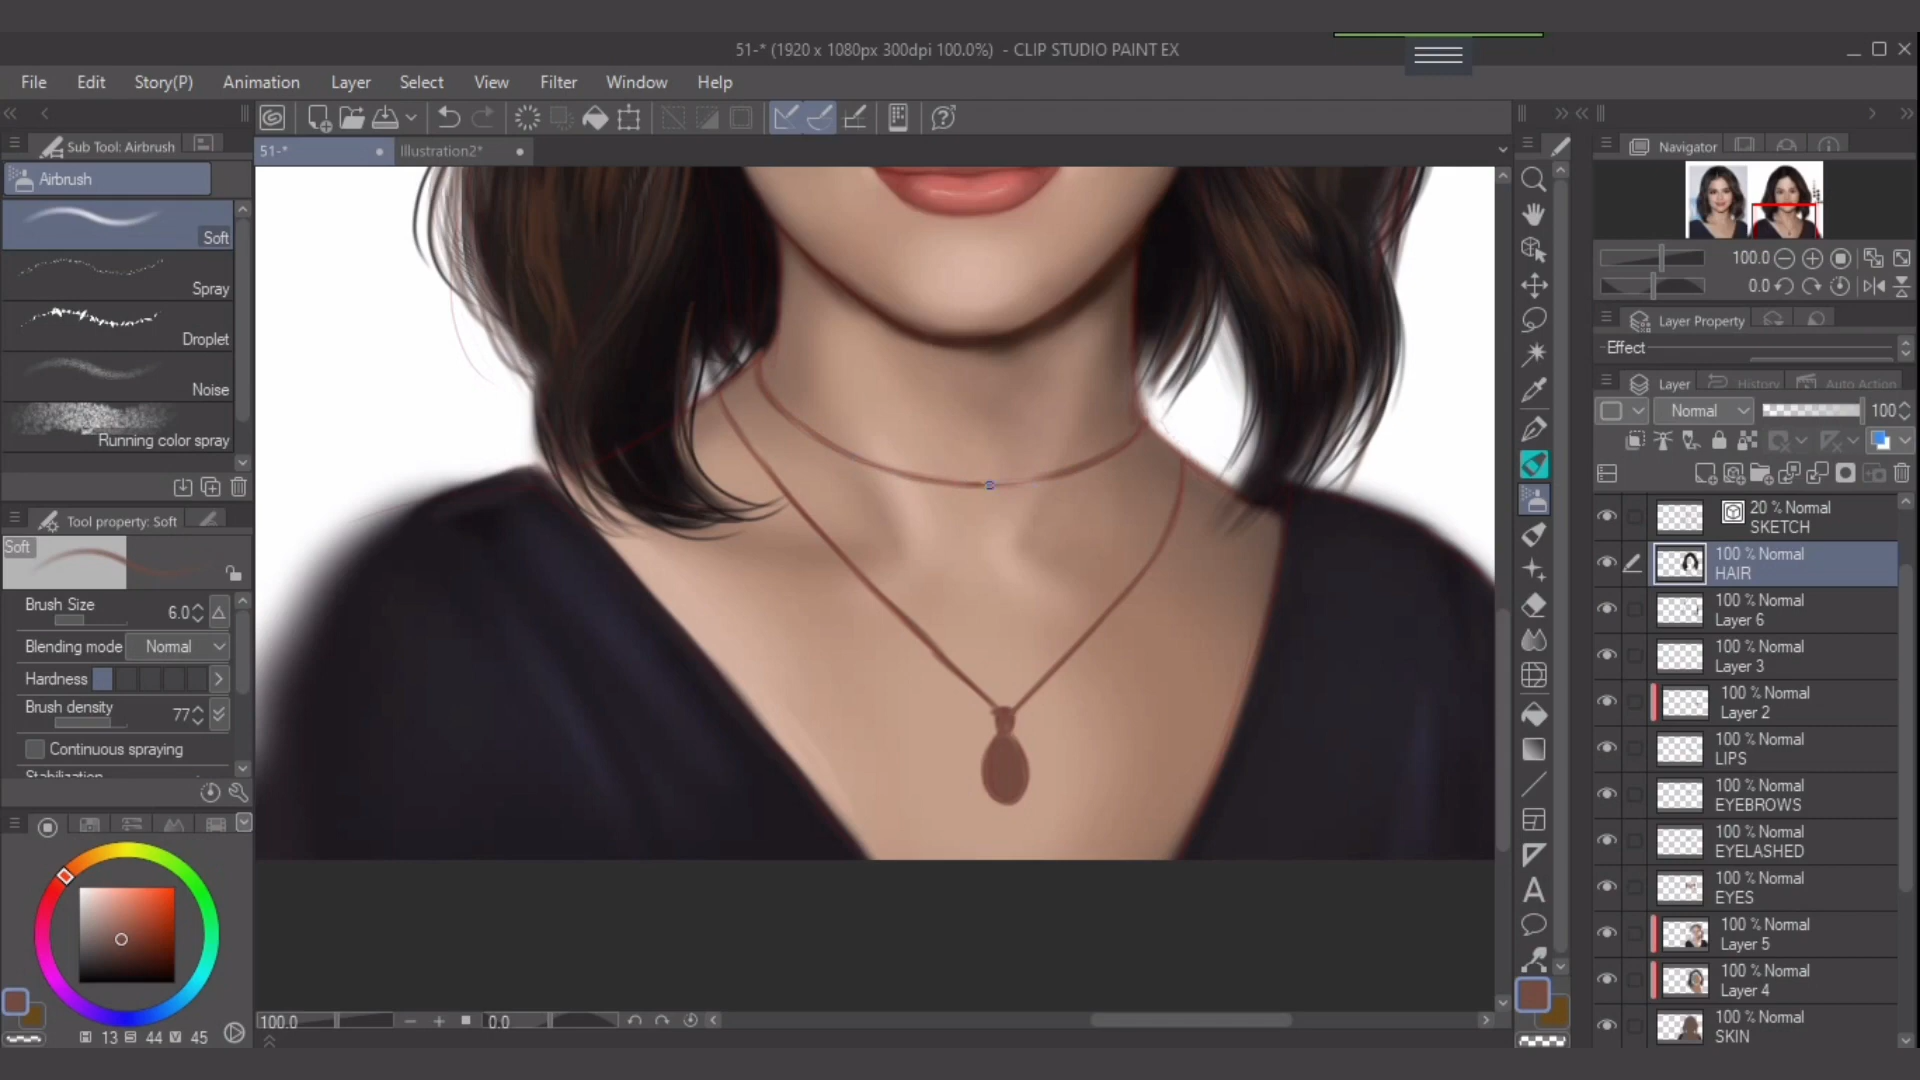 51-* (1920 x 1080px 300dpi 100.0%)  - CLIP STUDIO PAINT EX
File Edit Story(P) Animation Layer Select View Filter Window Help
Sub Tool: Airbrush
Airbrush
Soft
Spray
Droplet
Noise
Running color spray
Tool property: Soft
Soft
Brush Size 6.0
Blending mode Normal
Hardness
Brush density 77
Continuous spraying
Stabilization
H 13 S 44 V 45
51-* Illustration2*
100.0 0.0
A
Navigator
100.0
0.0
Layer Property
Effect
Layer History Auto Action
Normal 100
20 % Normal
SKETCH
100 % Normal
HAIR
100 % Normal
Layer 6
100 % Normal
Layer 3
100 % Normal
Layer 2
100 % Normal
LIPS
100 % Normal
EYEBROWS
100 % Normal
EYELASHED
100 % Normal
EYES
100 % Normal
Layer 5
100 % Normal
Layer 4
100 % Normal
SKIN